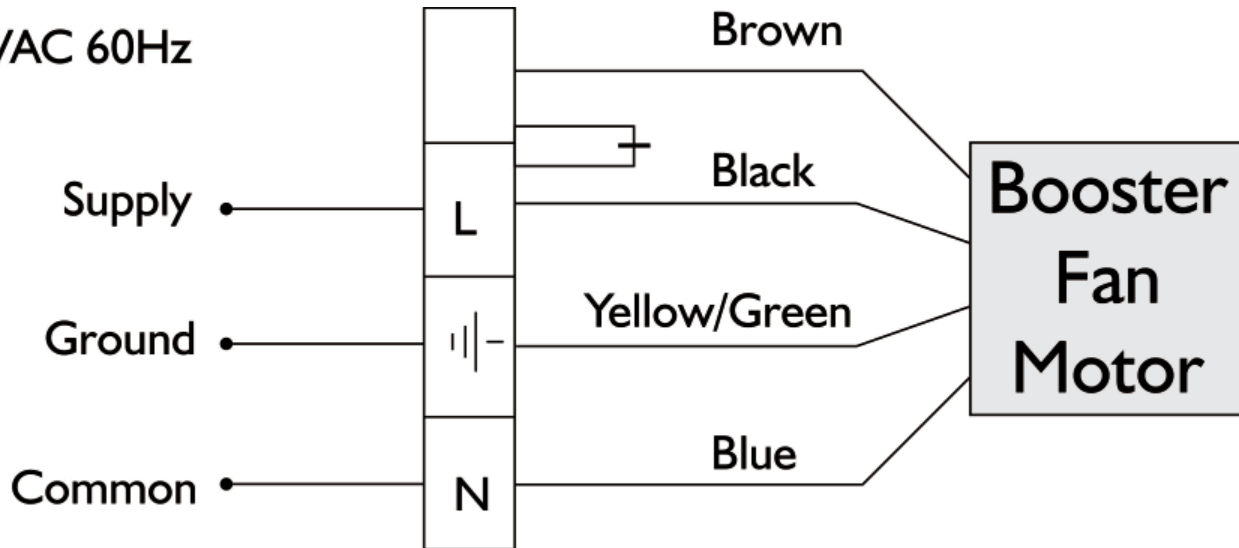 VAC 60Hz
Brown
Supply
L
Black
Booster
Fan
Motor
Ground
Yellow/Green
Common
N
Blue